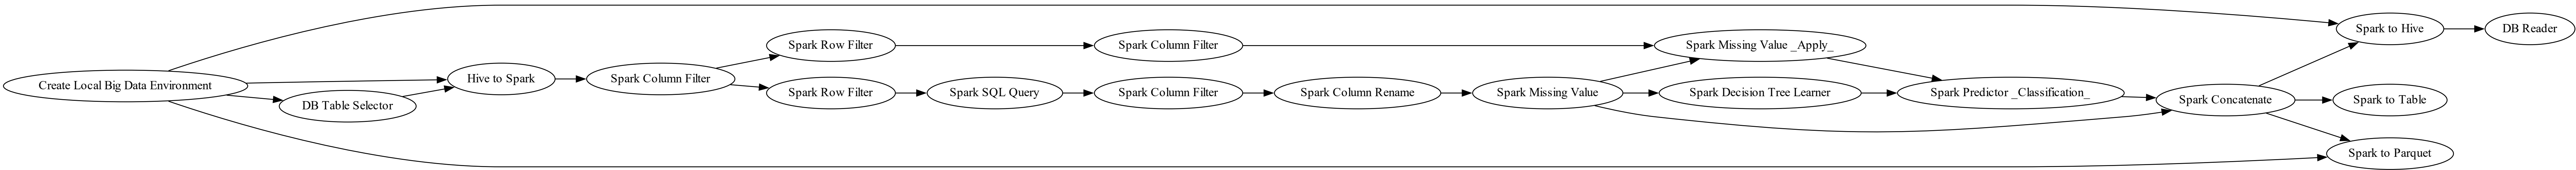 Create Local Big Data Environment
DB Table Selector
Hive to Spark
Spark Column Filter
Spark Row Filter
Spark Row Filter
Spark SQL Query
Spark Column Filter
Spark Column Filter
Spark Column Rename
Spark Missing Value
Spark Missing Value _Apply_
Spark Decision Tree Learner
Spark Predictor _Classification_
Spark Concatenate
Spark to Hive
Spark to Table
Spark to Parquet
DB Reader